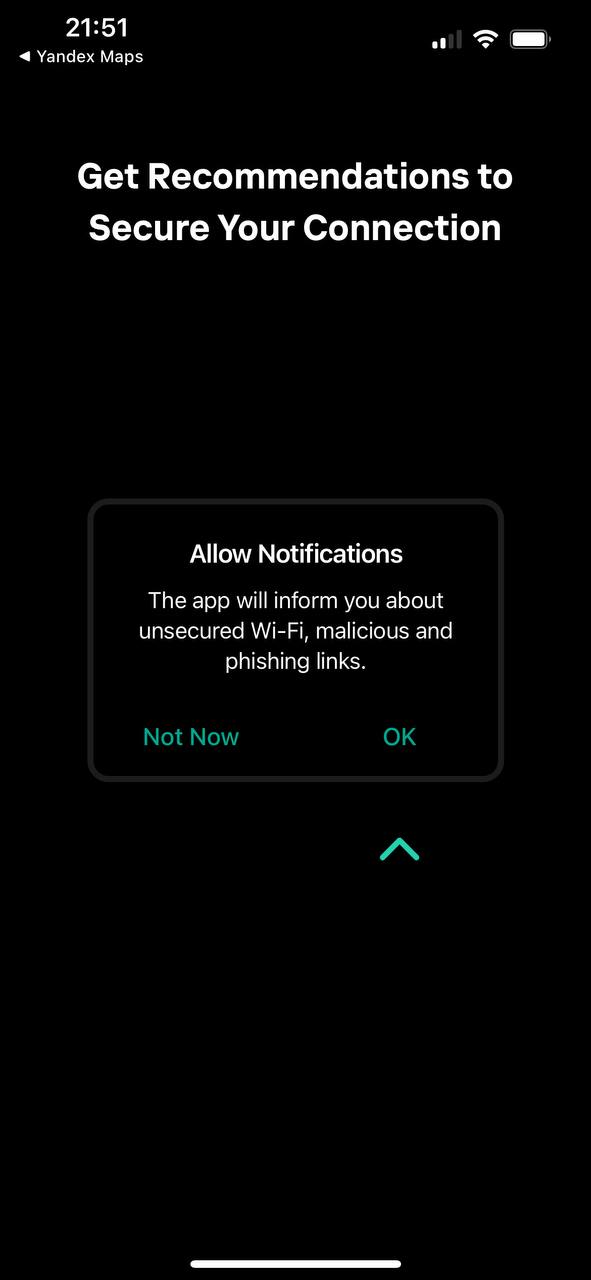 21:51
◀ Yandex Maps
Get Recommendations to
Secure Your Connection
Allow Notifications
The app will inform you about
unsecured Wi-Fi, malicious and
phishing links.
Not Now OK